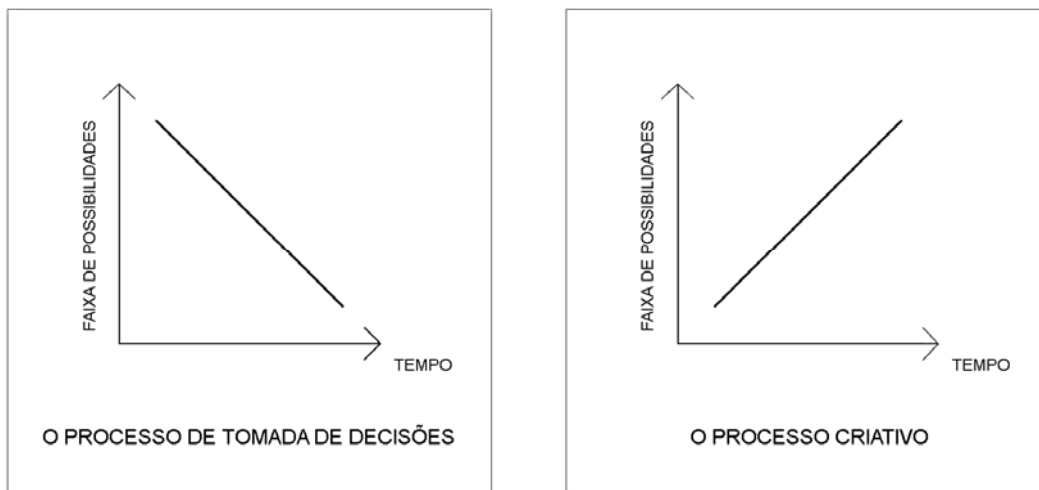 FAIXA DE POSSIBILIDADES
TEMPO
O PROCESSO DE TOMADA DE DECISÕES
FAIXA DE POSSIBILIDADES
TEMPO
O PROCESSO CRIATIVO